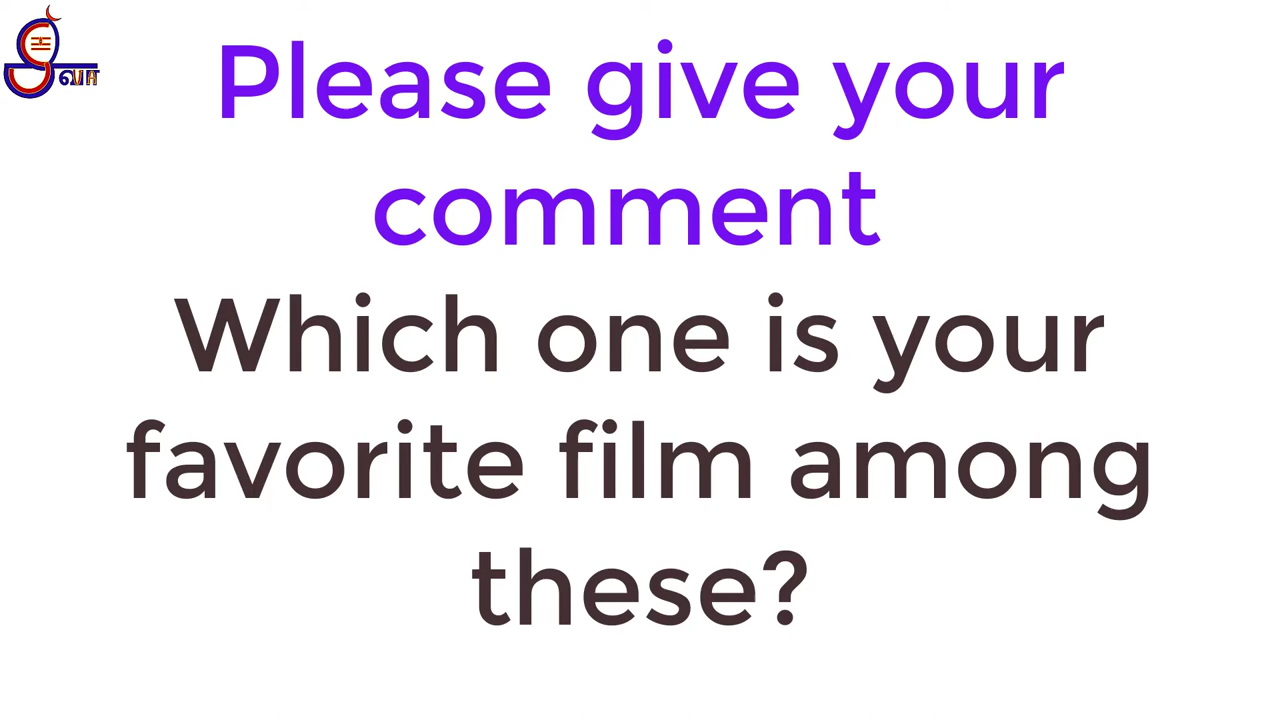 Please give your
comment
Which one is your
favorite film among
these?